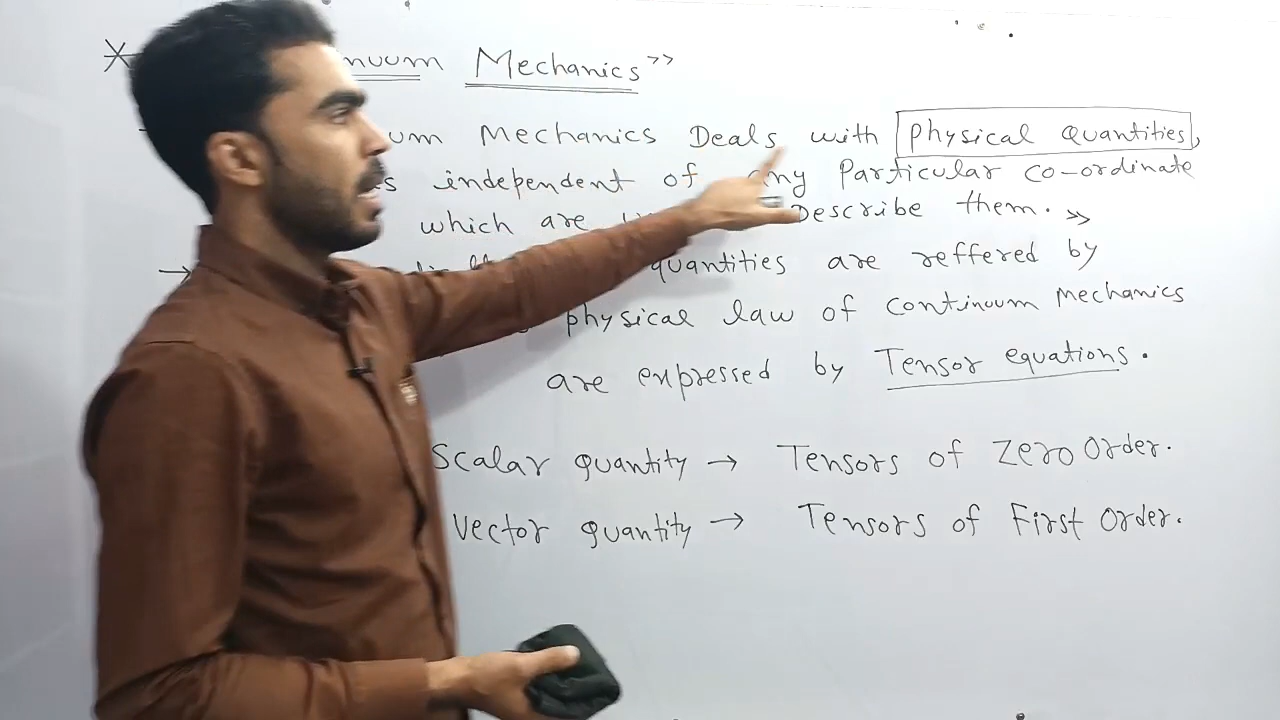 nuum Mechanics >>
um Mechanics Deals with Physical Quantities,
independent of any Particular co-ordinate
which are Describe them. >>
→ quantities are reffered by
physical law of continuum Mechanics
are expressed by Tensor equations.
Scalar quantity → Tensors of Zero Order.
Vector quantity → Tensors of First Order.